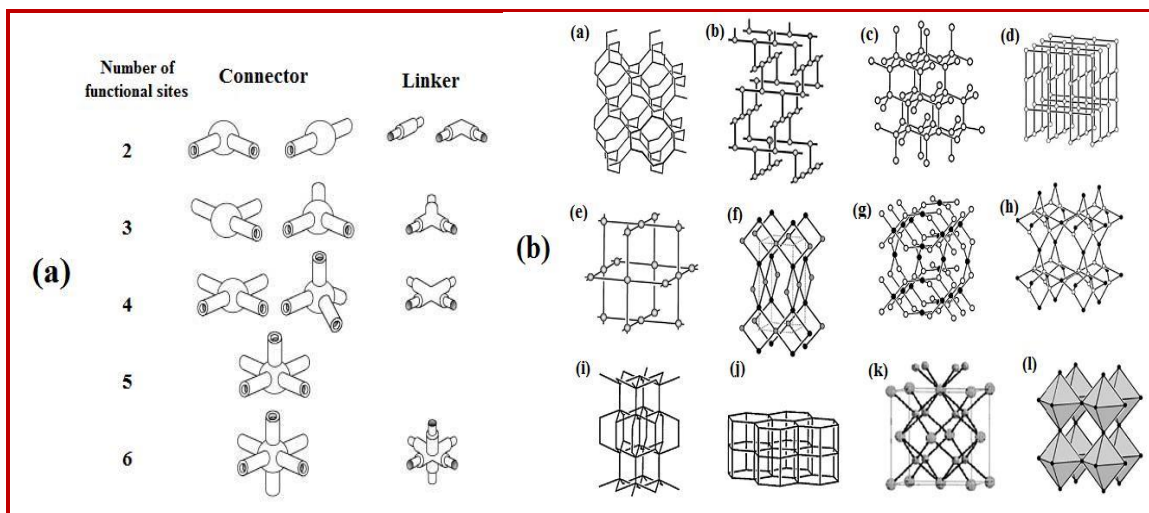 Number of
functional sites
Connector
Linker
2
3
4
5
6
(a)
(b)
(a)
(b)
(c)
(d)
(e)
(f)
(g)
(h)
(i)
(j)
(k)
(l)